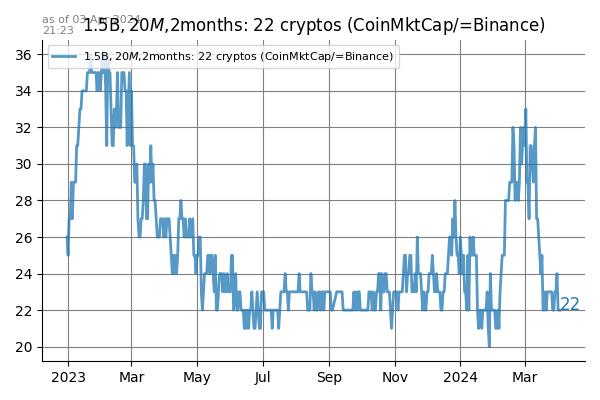 as of 03 Apr 2024
21:23
1.5B, 20M,2months: 22 cryptos (CoinMktCap/=Binance)
1.5B, 20M,2months: 22 cryptos (CoinMktCap/=Binance)
36
34
32
30
28
26
24
22
20
22
2023 Mar May Jul Sep Nov 2024 Mar